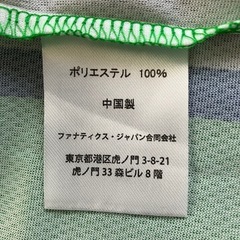 ポリエステル 100%
中国製
ファナティクス・ジャパン合同会社
東京都港区虎ノ門 3-8-21
虎ノ門 33 森ビル 8 階